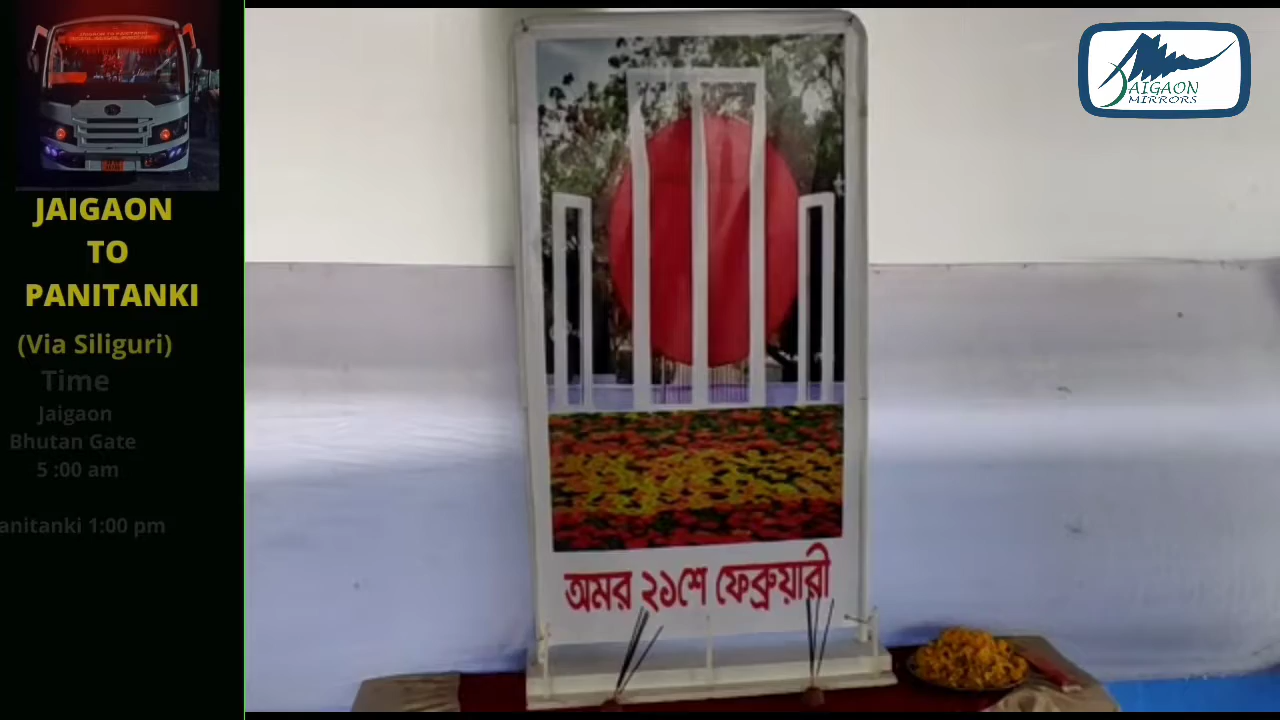 JAIGAON
TO
PANITANKI
(Via Siliguri)
Time
Jaigaon
Bhutan Gate
5 :00 am
anitanki 1:00 pm
JAIGAON
MIRRORS
অমর ২১শে ফেব্রুয়ারী